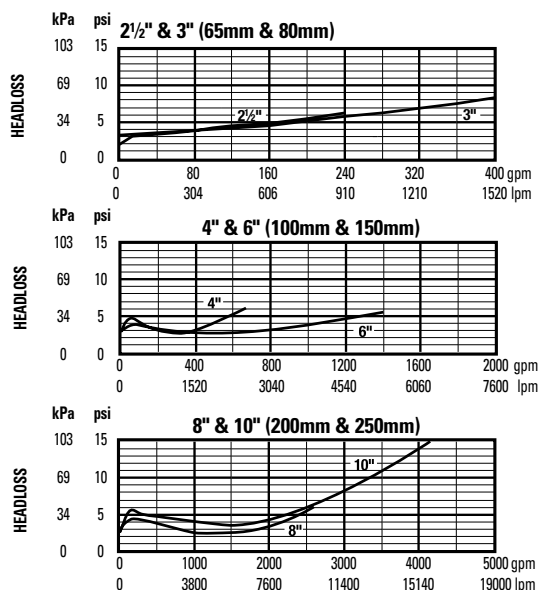 2½" & 3" (65mm & 80mm)
kPa psi
103 15
69 10
34 5
0 0
HEADLOSS
2½"
3"
0 80 160 240 320 400 gpm
0 304 606 910 1210 1520 lpm
4" & 6" (100mm & 150mm)
kPa psi
103 15
69 10
34 5
0 0
HEADLOSS
4"
6"
0 400 800 1200 1600 2000 gpm
0 1520 3040 4540 6060 7600 lpm
8" & 10" (200mm & 250mm)
kPa psi
103 15
69 10
34 5
0 0
HEADLOSS
10"
8"
0 1000 2000 3000 4000 5000 gpm
0 3800 7600 11400 15140 19000 lpm